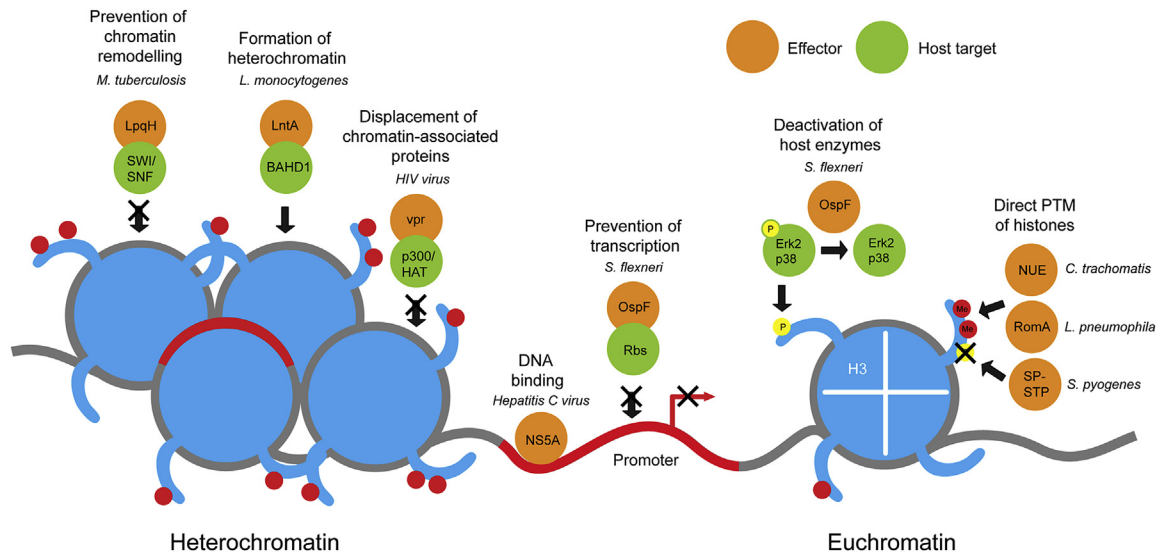 Prevention of
chromatin
remodelling
M. tuberculosis
LpqH
SWI/
SNF
Formation of
heterochromatin
L. monocytogenes
LntA
BAHD1
Displacement of
chromatin-associated
proteins
HIV virus
vpr
p300/
HAT
Effector
Host target
DNA
binding
Hepatitis C virus
NS5A
Prevention of
transcription
S. flexneri
OspF
Rbs
Promoter
Deactivation of
host enzymes
S. flexneri
OspF
P
Erk2
p38
Erk2
p38
P
H3
Direct PTM
of histones
NUE
C. trachomatis
Me
Me
RomA
L. pneumophila
SP-
STP
S. pyogenes
Heterochromatin
Euchromatin